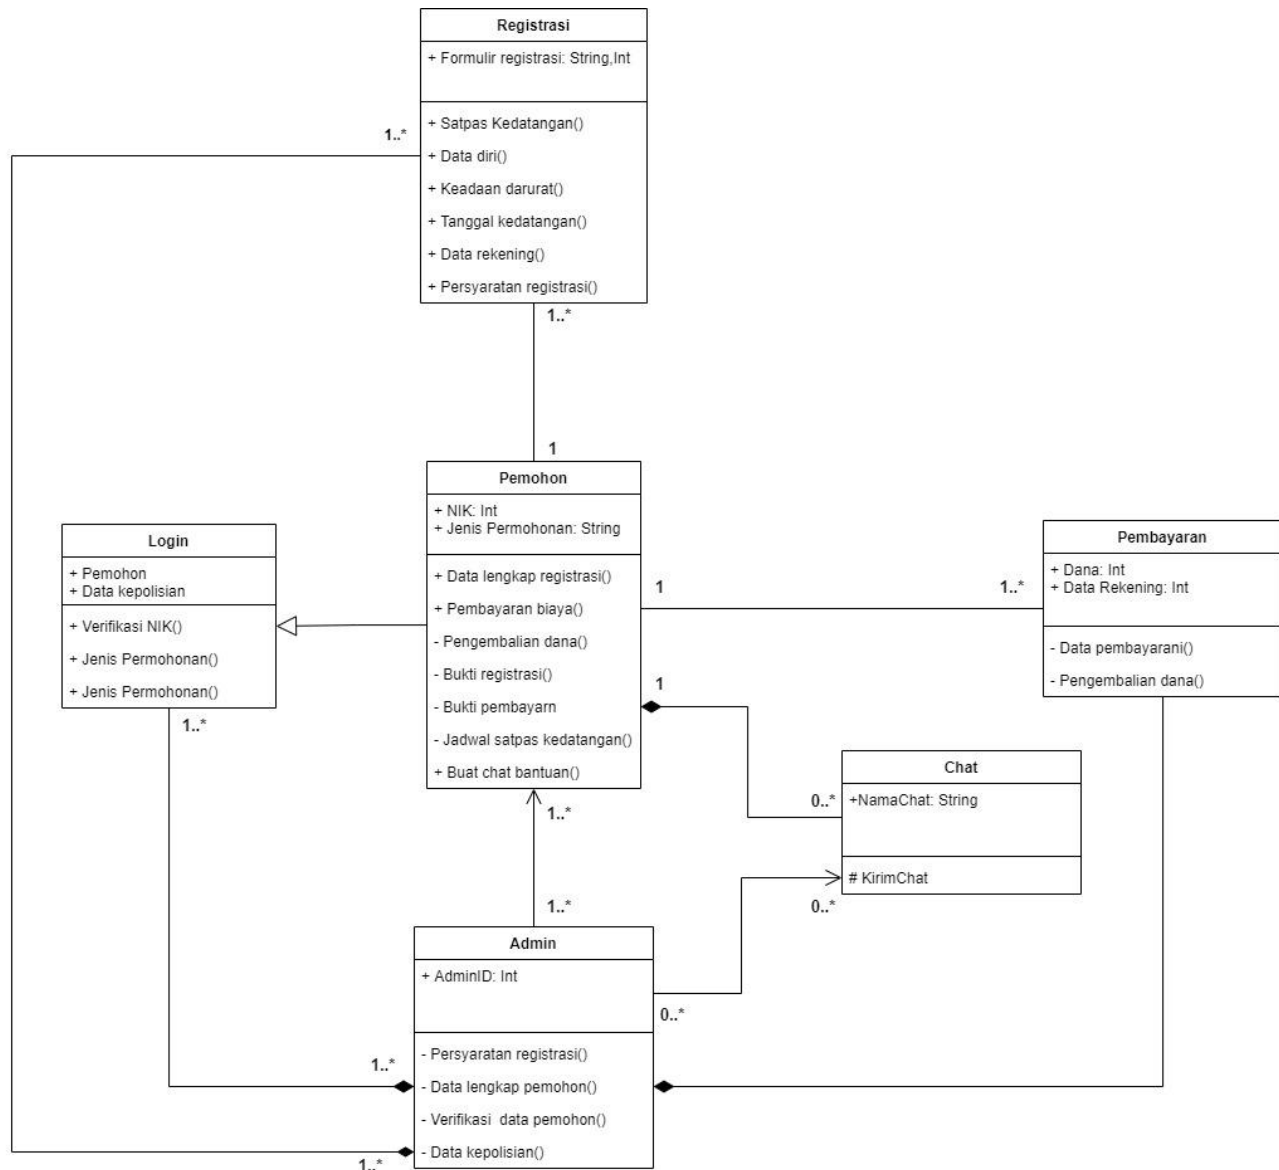 Registrasi
+ Formulir registrasi: String,Int
+ Satpas Kedatangan()
+ Data diri()
+ Keadaan darurat()
+ Tanggal kedatangan()
+ Data rekening()
+ Persyaratan registrasi()
1..*
1..*
1
Pemohon
+ NIK: Int
+ Jenis Permohonan: String
+ Data lengkap registrasi()
+ Pembayaran biaya()
- Pengembalian dana()
- Bukti registrasi()
- Bukti pembayarn
- Jadwal satpas kedatangan()
+ Buat chat bantuan()
Login
+ Pemohon
+ Data kepolisian
+ Verifikasi NIK()
+ Jenis Permohonan()
+ Jenis Permohonan()
1..*
1
1..*
Pembayaran
+ Dana: Int
+ Data Rekening: Int
- Data pembayarani()
- Pengembalian dana()
1
0..*
Chat
+NamaChat: String
# KirimChat
0..*
1..*
1..*
Admin
+ AdminID: Int
- Persyaratan registrasi()
- Data lengkap pemohon()
- Verifikasi  data pemohon()
- Data kepolisian()
0..*
1..*
1..*